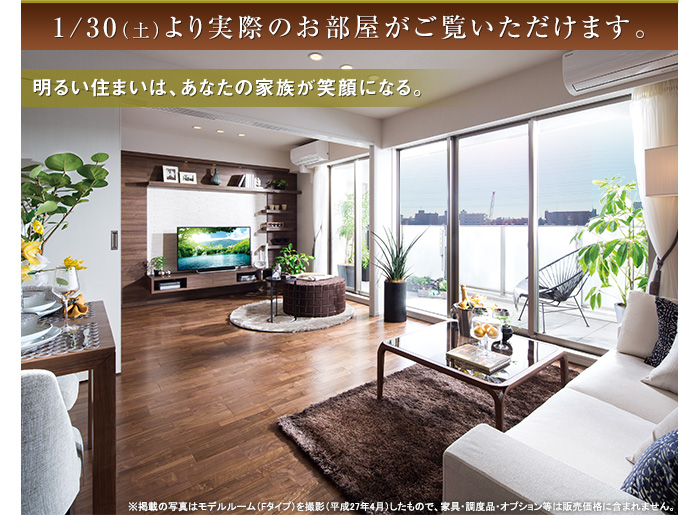 1/30(土)より実際のお部屋がご覧いただけます。
明るい住まいは、あなたの家族が笑顔になる。
※掲載の写真はモデルルーム(Fタイプ)を撮影(平成27年4月)したもので、家具・調度品・オプション等は販売価格に含まれません。